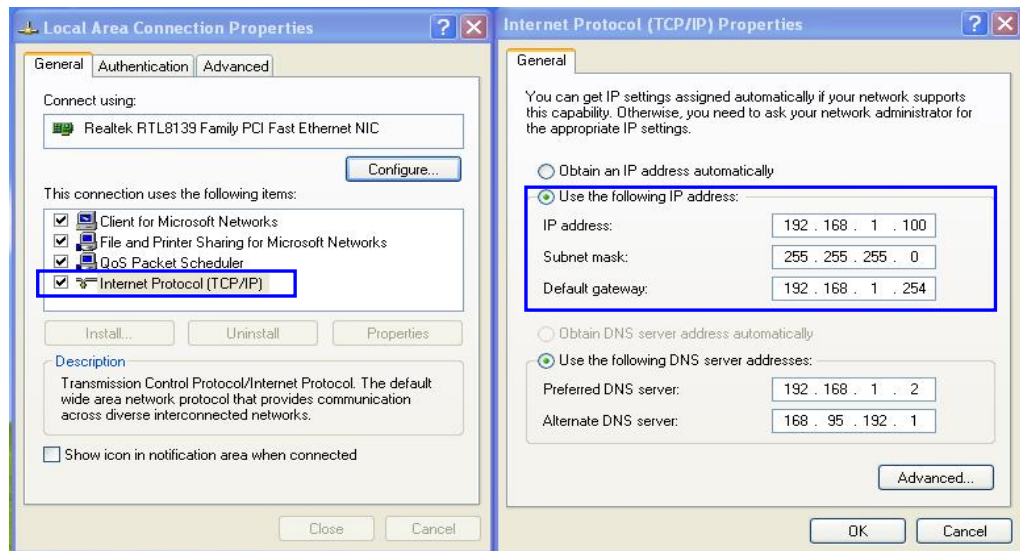 Local Area Connection Properties
General Authentication Advanced
Connect using:
Realtek RTL8139 Family PCI Fast Ethernet NIC
Configure...
This connection uses the following items:
Client for Microsoft Networks
File and Printer Sharing for Microsoft Networks
QoS Packet Scheduler
Internet Protocol (TCP/IP)
Install... Uninstall Properties
Description
Transmission Control Protocol/Internet Protocol. The default
wide area network protocol that provides communication
across diverse interconnected networks.
Show icon in notification area when connected
Close Cancel
Internet Protocol (TCP/IP) Properties
General
You can get IP settings assigned automatically if your network supports
this capability. Otherwise, you need to ask your network administrator for
the appropriate IP settings.
Obtain an IP address automatically
Use the following IP address:
IP address: 192 . 168 . 1 . 100
Subnet mask: 255 . 255 . 255 . 0
Default gateway: 192 . 168 . 1 . 254
Obtain DNS server address automatically
Use the following DNS server addresses:
Preferred DNS server: 192 . 168 . 1 . 2
Alternate DNS server: 168 . 95 . 192 . 1
Advanced...
OK Cancel